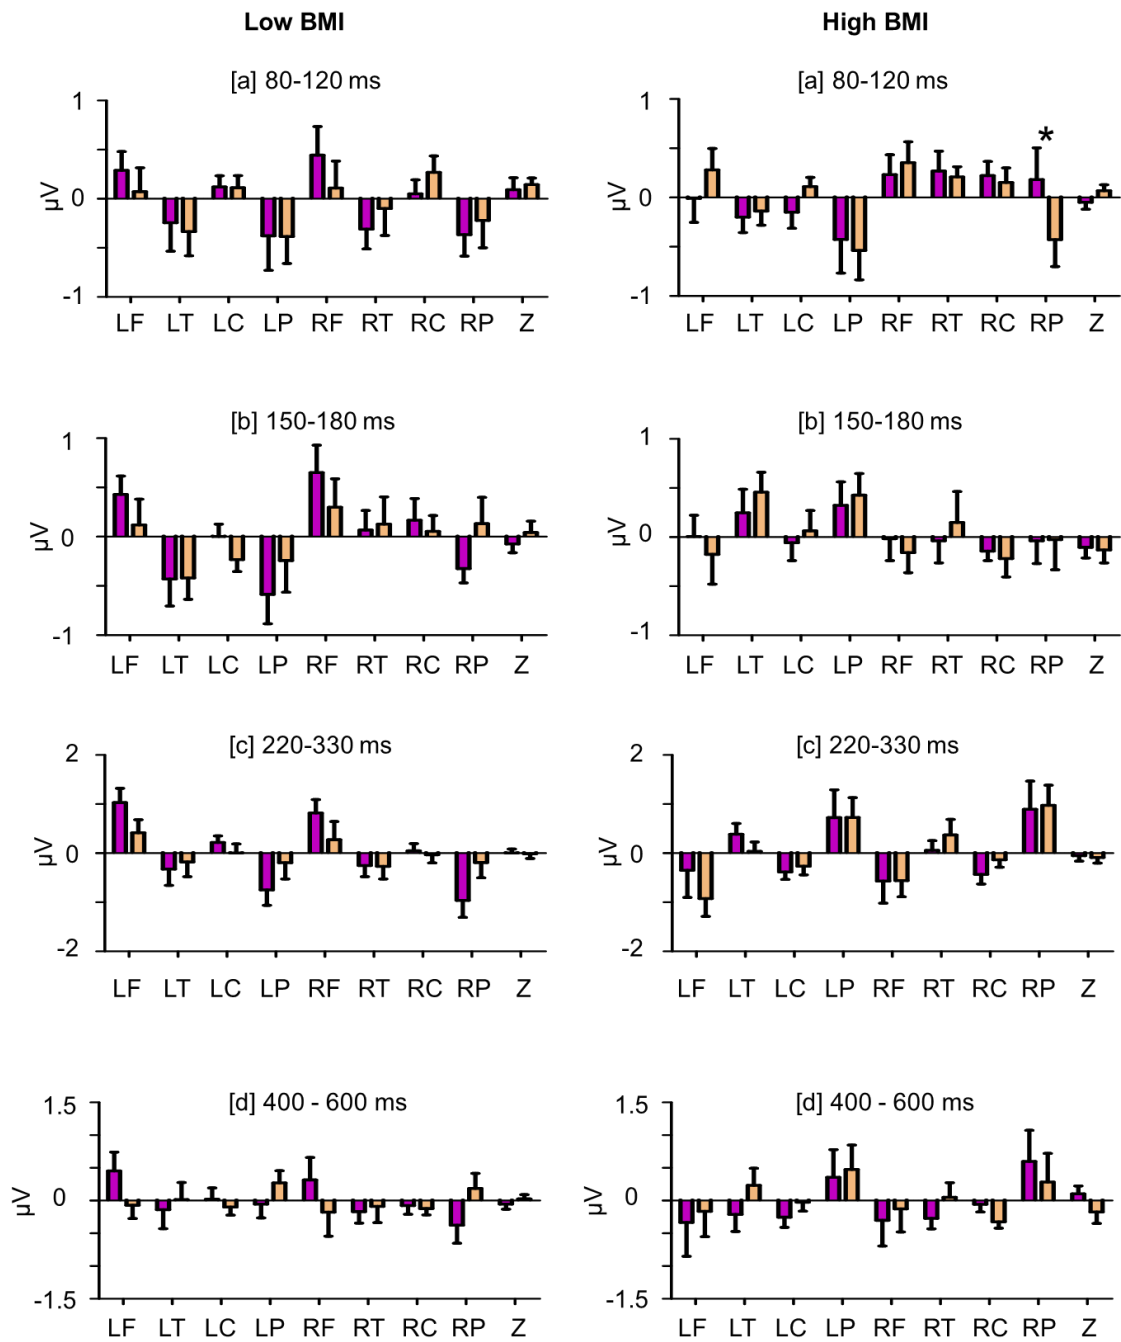 Low BMI
High BMI
[a] 80-120 ms
1
0
-1
µV
LF LT LC LP RF RT RC RP Z
[a] 80-120 ms
1
0
-1
µV
*
LF LT LC LP RF RT RC RP Z
[b] 150-180 ms
1
0
-1
µV
LF LT LC LP RF RT RC RP Z
[b] 150-180 ms
1
0
-1
µV
LF LT LC LP RF RT RC RP Z
[c] 220-330 ms
2
0
-2
µV
LF LT LC LP RF RT RC RP Z
[c] 220-330 ms
2
0
-2
µV
LF LT LC LP RF RT RC RP Z
[d] 400 - 600 ms
1.5
0
-1.5
µV
LF LT LC LP RF RT RC RP Z
[d] 400 - 600 ms
1.5
0
-1.5
µV
LF LT LC LP RF RT RC RP Z